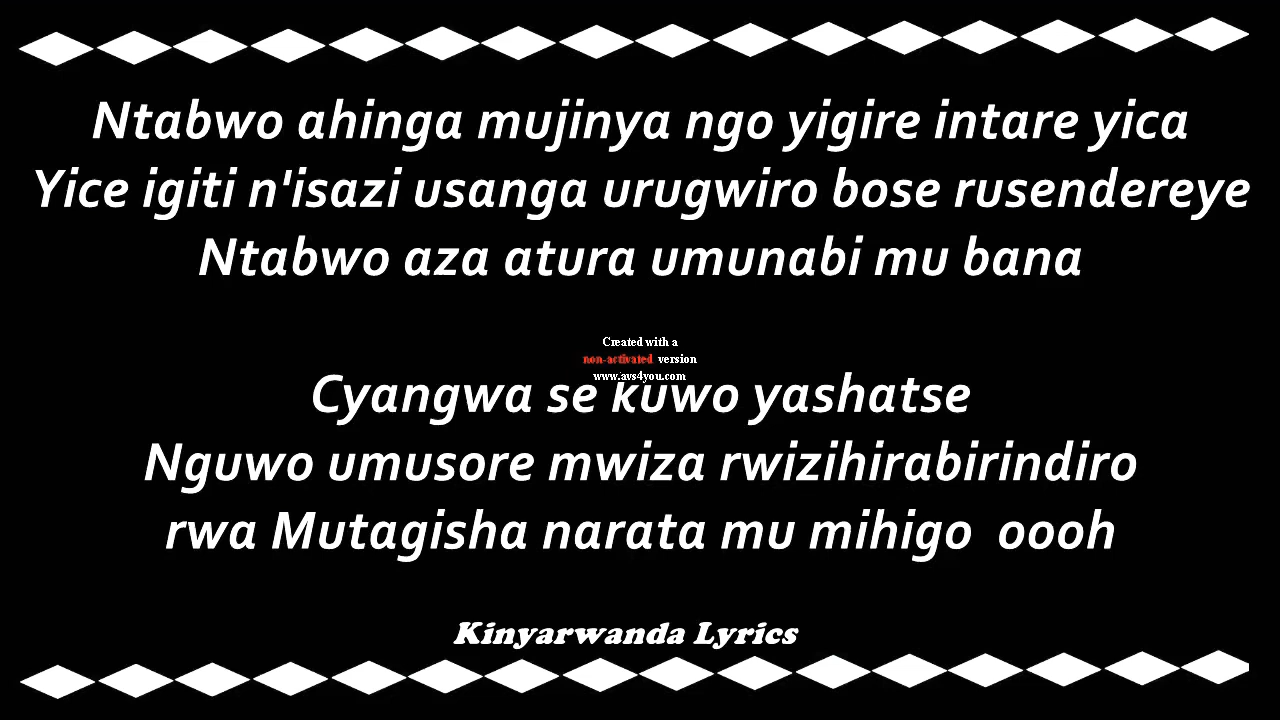 Ntabwo ahinga mujinya ngo yigire intare yica
Yice igiti n'isazi usanga urugwiro bose rusendereye
Ntabwo aza atura umunabi mu bana
Created with a
non-activated version
www.avs4you.com
Cyangwa se kuwo yashatse
Nguwo umusore mwiza rwizihirabirindiro
rwa Mutagisha narata mu mihigo oooh
Kinyarwanda Lyrics